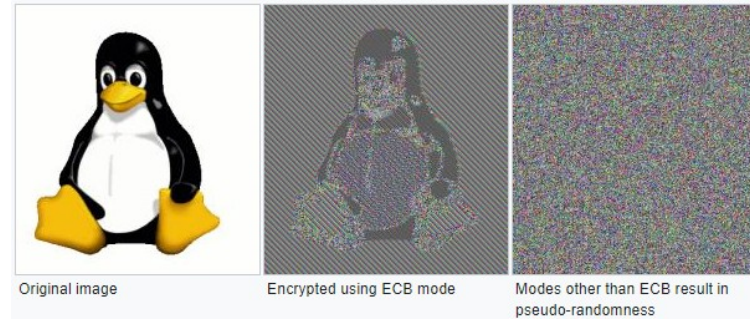 Original image
Encrypted using ECB mode
Modes other than ECB result in
pseudo-randomness